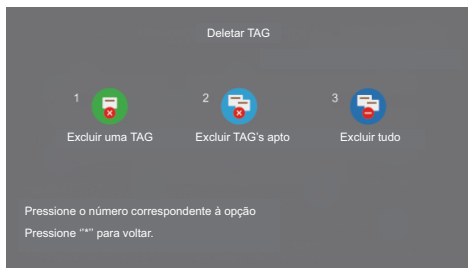 Deletar TAG
1 2 3
Excluir uma TAG Excluir TAG's apto Excluir tudo
Pressione o número correspondente à opção
Pressione ‘‘*’’ para voltar.